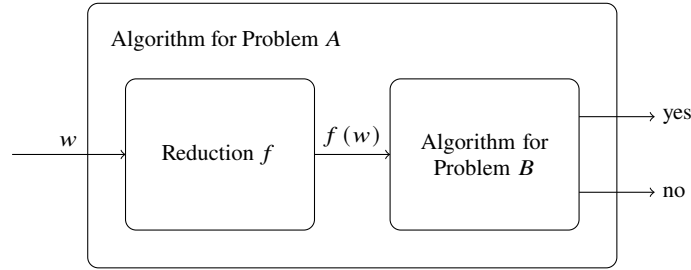 Algorithm for Problem A
w
Reduction f
f (w)
Algorithm for
Problem B
yes
no